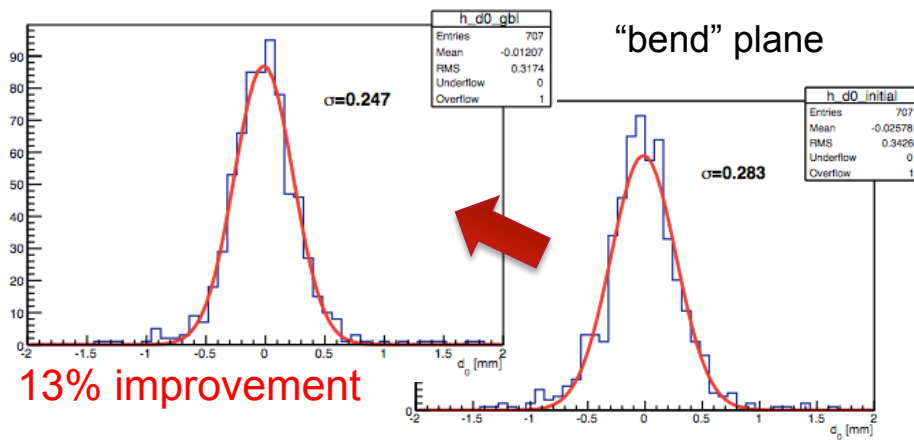 h_d0_gbl
Entries 707
Mean -0.01207
RMS 0.3174
Underflow 0
Overflow 1
σ=0.247
90
80
70
60
50
40
30
20
10
0
-2 -1.5 -1 -0.5 0 0.5 1 1.5 2
d0 [mm]
13% improvement
“bend” plane
h_d0_initial
Entries 707
Mean -0.02578
RMS 0.3426
Underflow 0
Overflow 1
σ=0.283
0
-2 -1.5 -1 -0.5 0 0.5 1 1.5 2
d0 [mm]